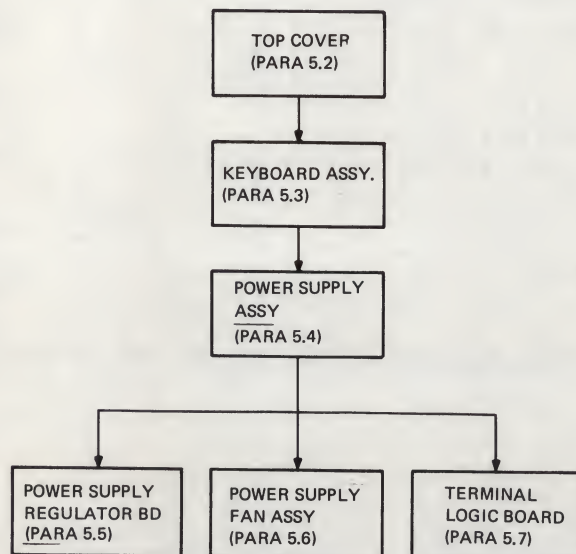 TOP COVER
(PARA 5.2)
KEYBOARD ASSY.
(PARA 5.3)
POWER SUPPLY
ASSY
(PARA 5.4)
POWER SUPPLY
REGULATOR BD
(PARA 5.5)
POWER SUPPLY
FAN ASSY
(PARA 5.6)
TERMINAL
LOGIC BOARD
(PARA 5.7)